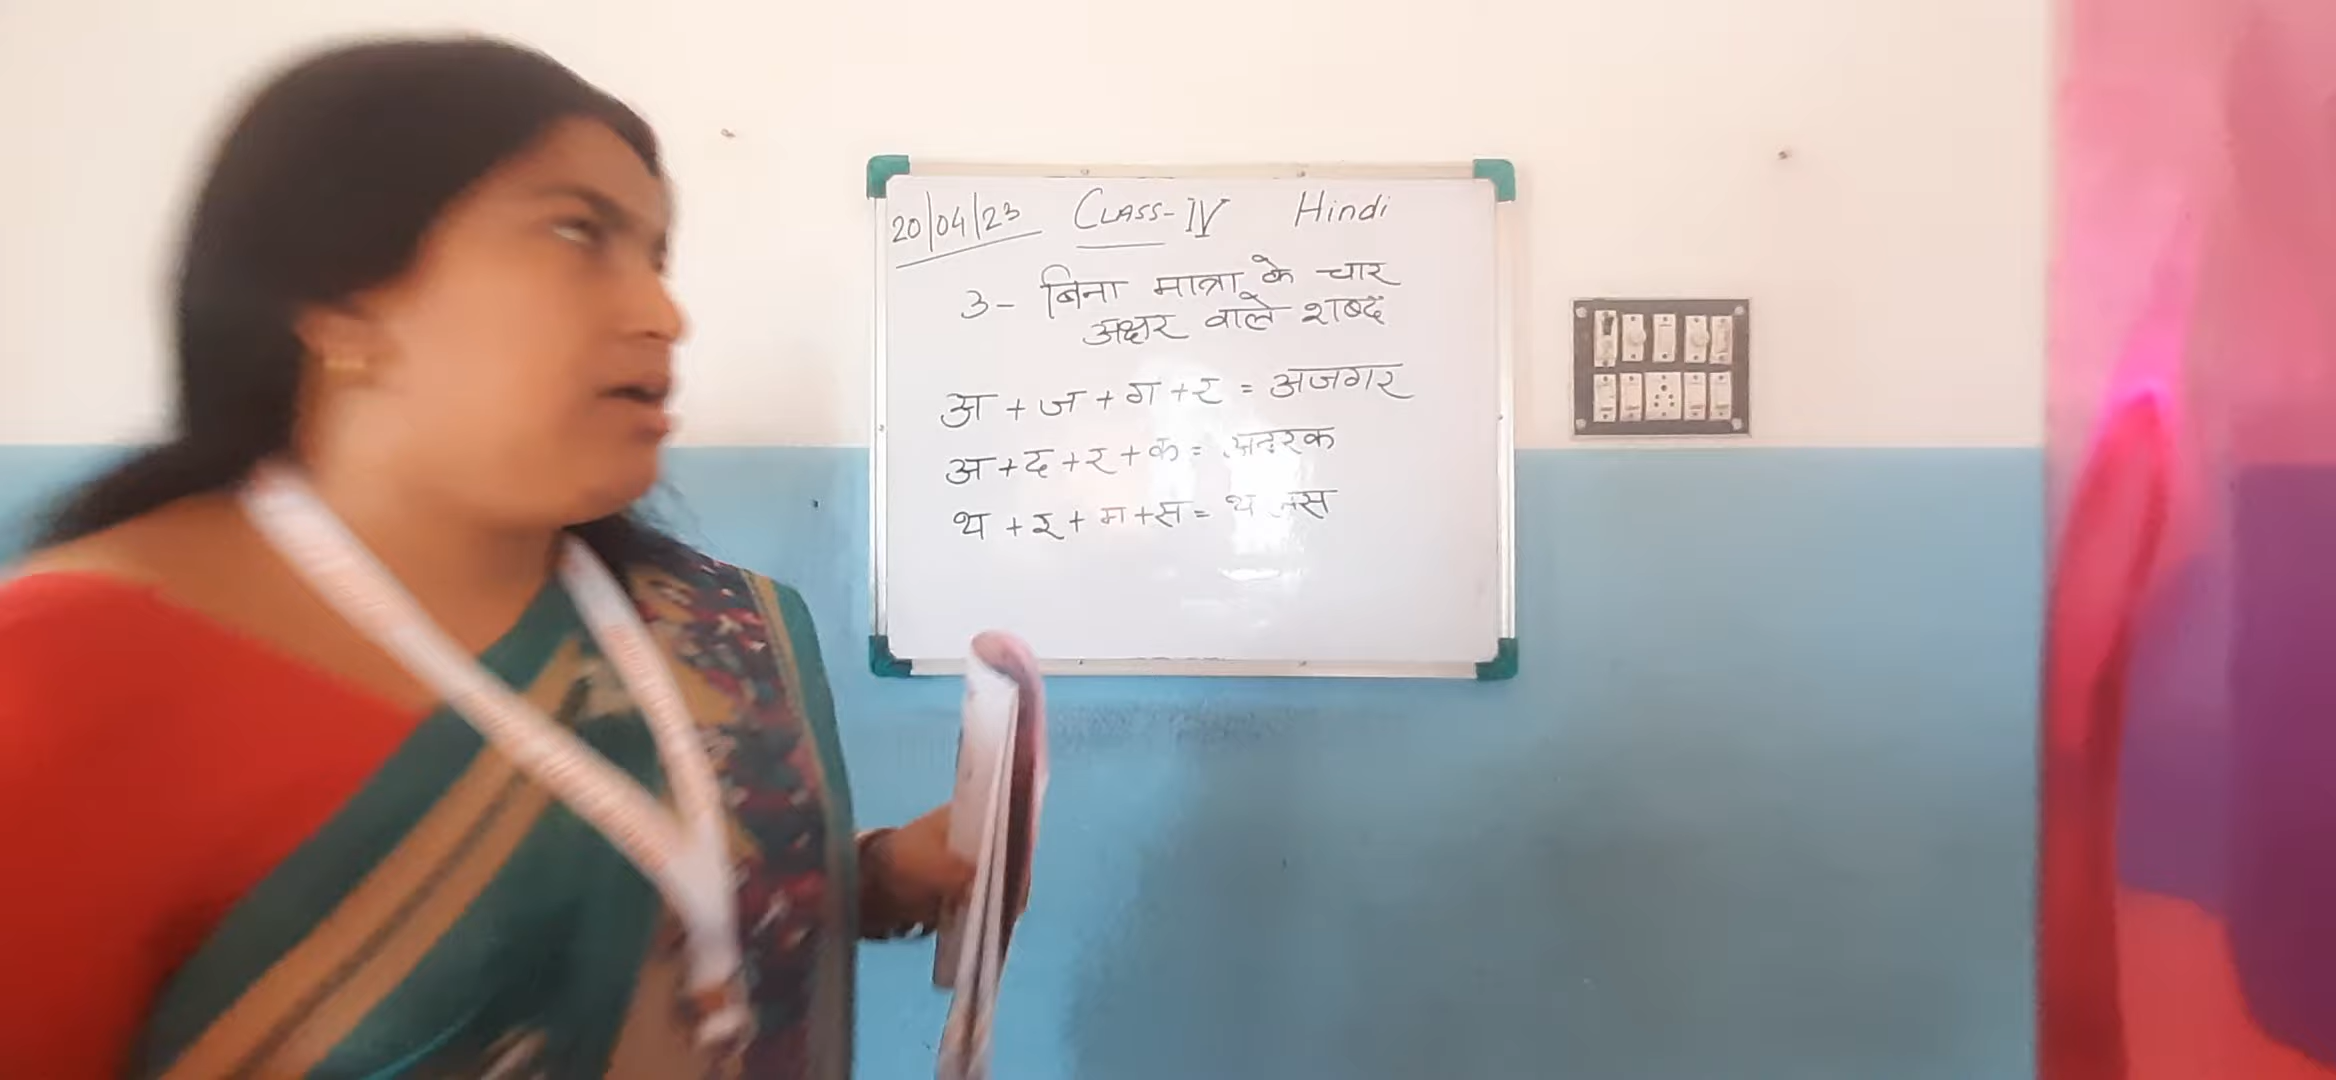 20/04/23 CLASS-IV Hindi
3- बिना मात्रा के चार
अक्षर वाले शब्द
अ + ज + ग + र = अजगर
अ + द + र + क = अदरक
थ + र + म + स =